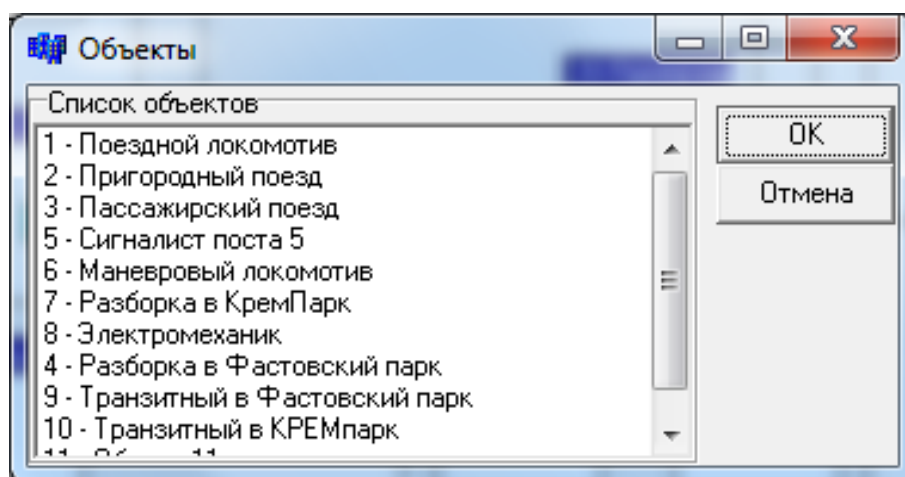 Объекты
Список объектов
1 - Поездной локомотив
2 - Пригородный поезд
3 - Пассажирский поезд
5 - Сигналист поста 5
6 - Маневровый локомотив
7 - Разборка в КремПарк
8 - Электромеханик
4 - Разборка в Фастовский парк
9 - Транзитный в Фастовский парк
10 - Транзитный в КРЕМпарк
OK
Отмена